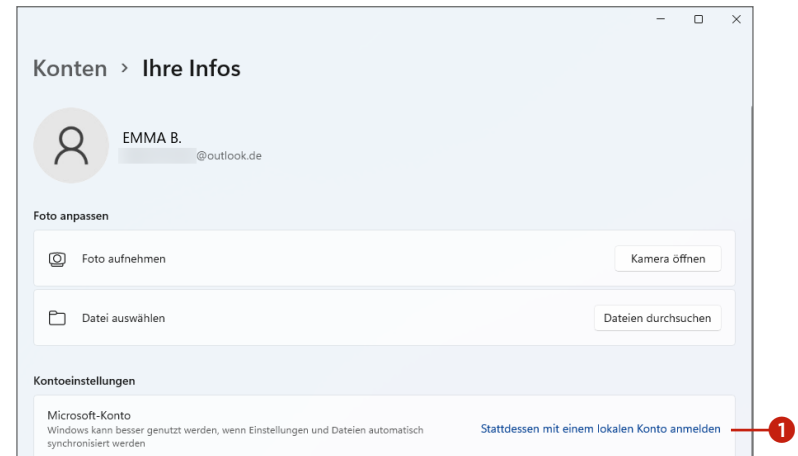 Konten > Ihre Infos
EMMA B.
@outlook.de
Foto anpassen
Foto aufnehmen
Kamera öffnen
Datei auswählen
Dateien durchsuchen
Kontoeinstellungen
Microsoft-Konto
Windows kann besser genutzt werden, wenn Einstellungen und Dateien automatisch
synchronisiert werden
Stattdessen mit einem lokalen Konto anmelden
1